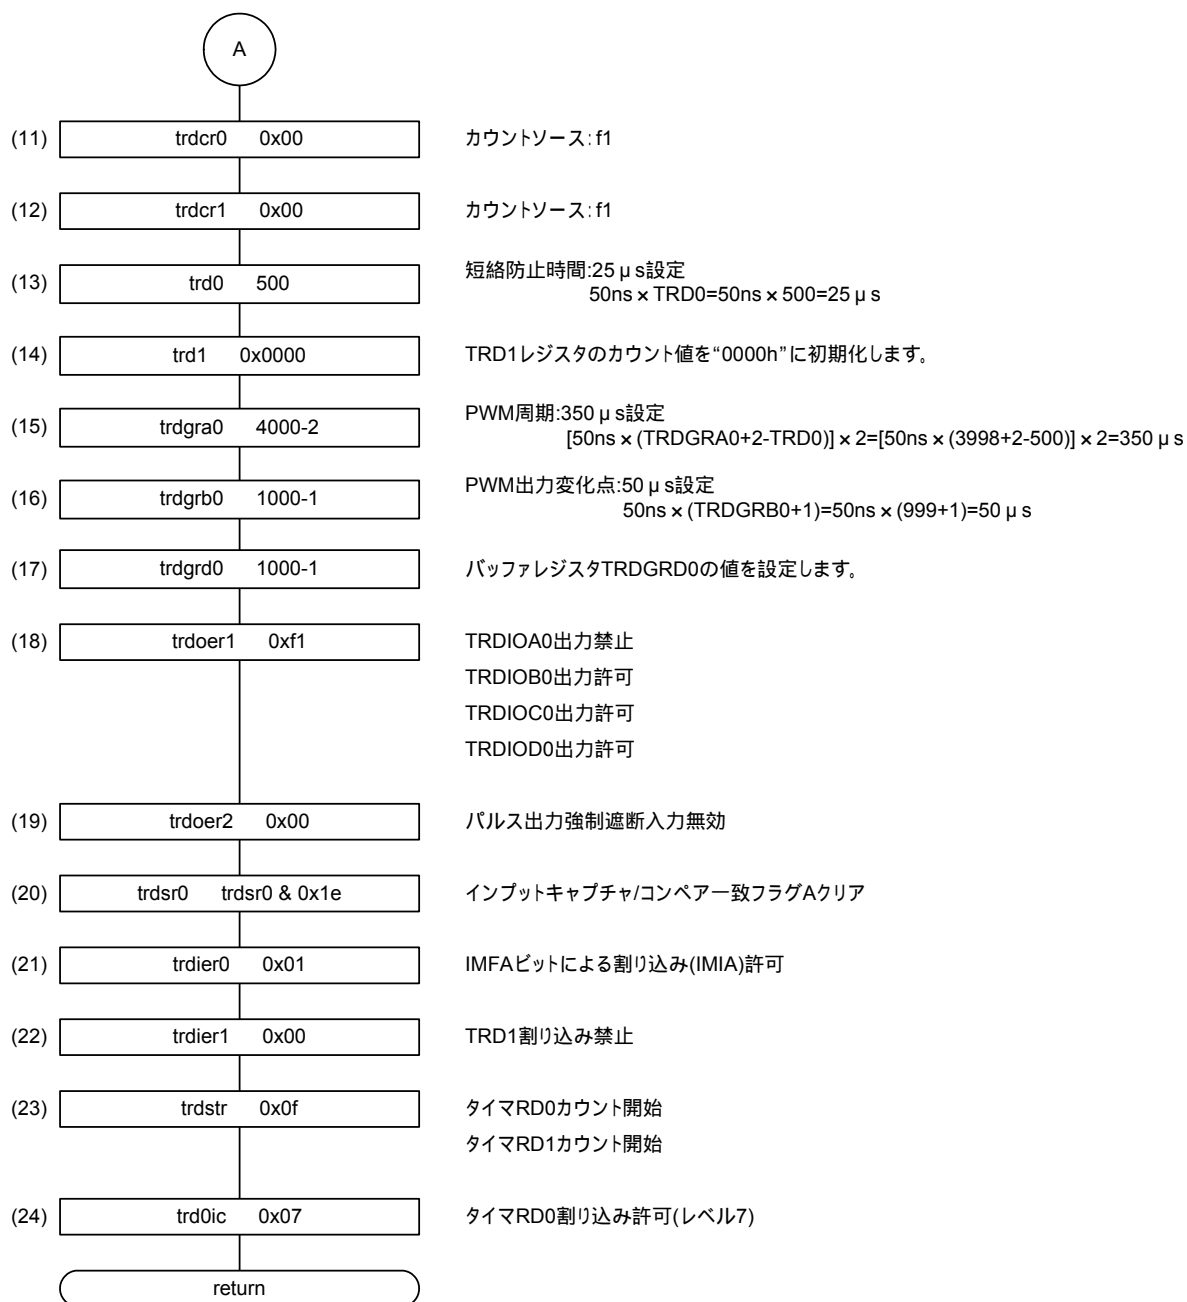 A
(11) trdcr0 0x00 カウントソース: f1
(12) trdcr1 0x00 カウントソース: f1
(13) trd0 500 短絡防止時間:25μs設定
50ns×TRD0=50ns×500=25μs
(14) trd1 0x0000 TRD1レジスタのカウント値を“0000h”に初期化します。
(15) trdgra0 4000-2 PWM周期:350μs設定
[50ns×(TRDGRA0+2-TRD0)]×2=[50ns×(3998+2-500)]×2=350μs
(16) trdgrb0 1000-1 PWM出力変化点:50μs設定
50ns×(TRDGRB0+1)=50ns×(999+1)=50μs
(17) trdgrd0 1000-1 バッファレジスタTRDGRD0の値を設定します。
(18) trdoer1 0xf1 TRDIOA0出力禁止
TRDIOB0出力許可
TRDIOC0出力許可
TRDIOD0出力許可
(19) trdoer2 0x00 パルス出力強制遮断入力無効
(20) trdsr0 trdsr0 & 0x1e インプットキャプチャ/コンペア一致フラグAクリア
(21) trdier0 0x01 IMFAビットによる割り込み(IMIA)許可
(22) trdier1 0x00 TRD1割り込み禁止
(23) trdstr 0x0f タイマRD0カウント開始
タイマRD1カウント開始
(24) trd0ic 0x07 タイマRD0割り込み許可(レベル7)
return